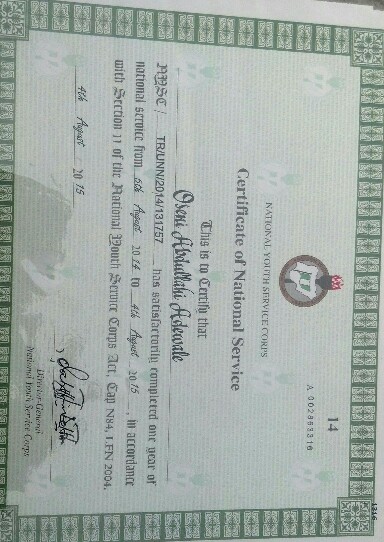 14
A 002863316
NATIONAL YOUTH SERVICE CORPS
Certificate of National Service
This is to Certify that
Oseni Abdullahi Adewale
NYSC/ TR/UNN/2014/131757 has satisfactorily completed one year of
national service from 5th August 2014 to 4th August 2015, in accordance
with Section 11 of the National Youth Service Corps Act, Cap N84, LFN 2004.
4th August 2015
Director-General
National Youth Service Corps